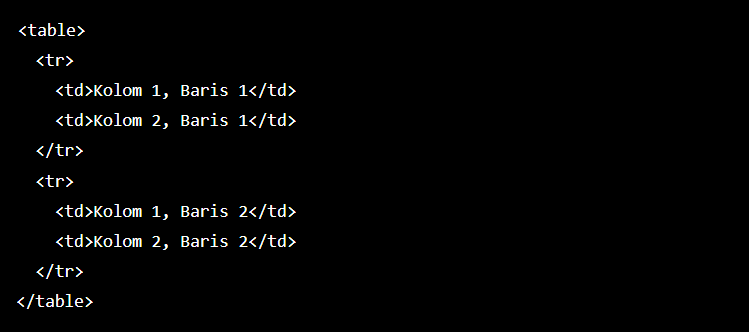 <table>
  <tr>
    <td>Kolom 1, Baris 1</td>
    <td>Kolom 2, Baris 1</td>
  </tr>
  <tr>
    <td>Kolom 1, Baris 2</td>
    <td>Kolom 2, Baris 2</td>
  </tr>
</table>